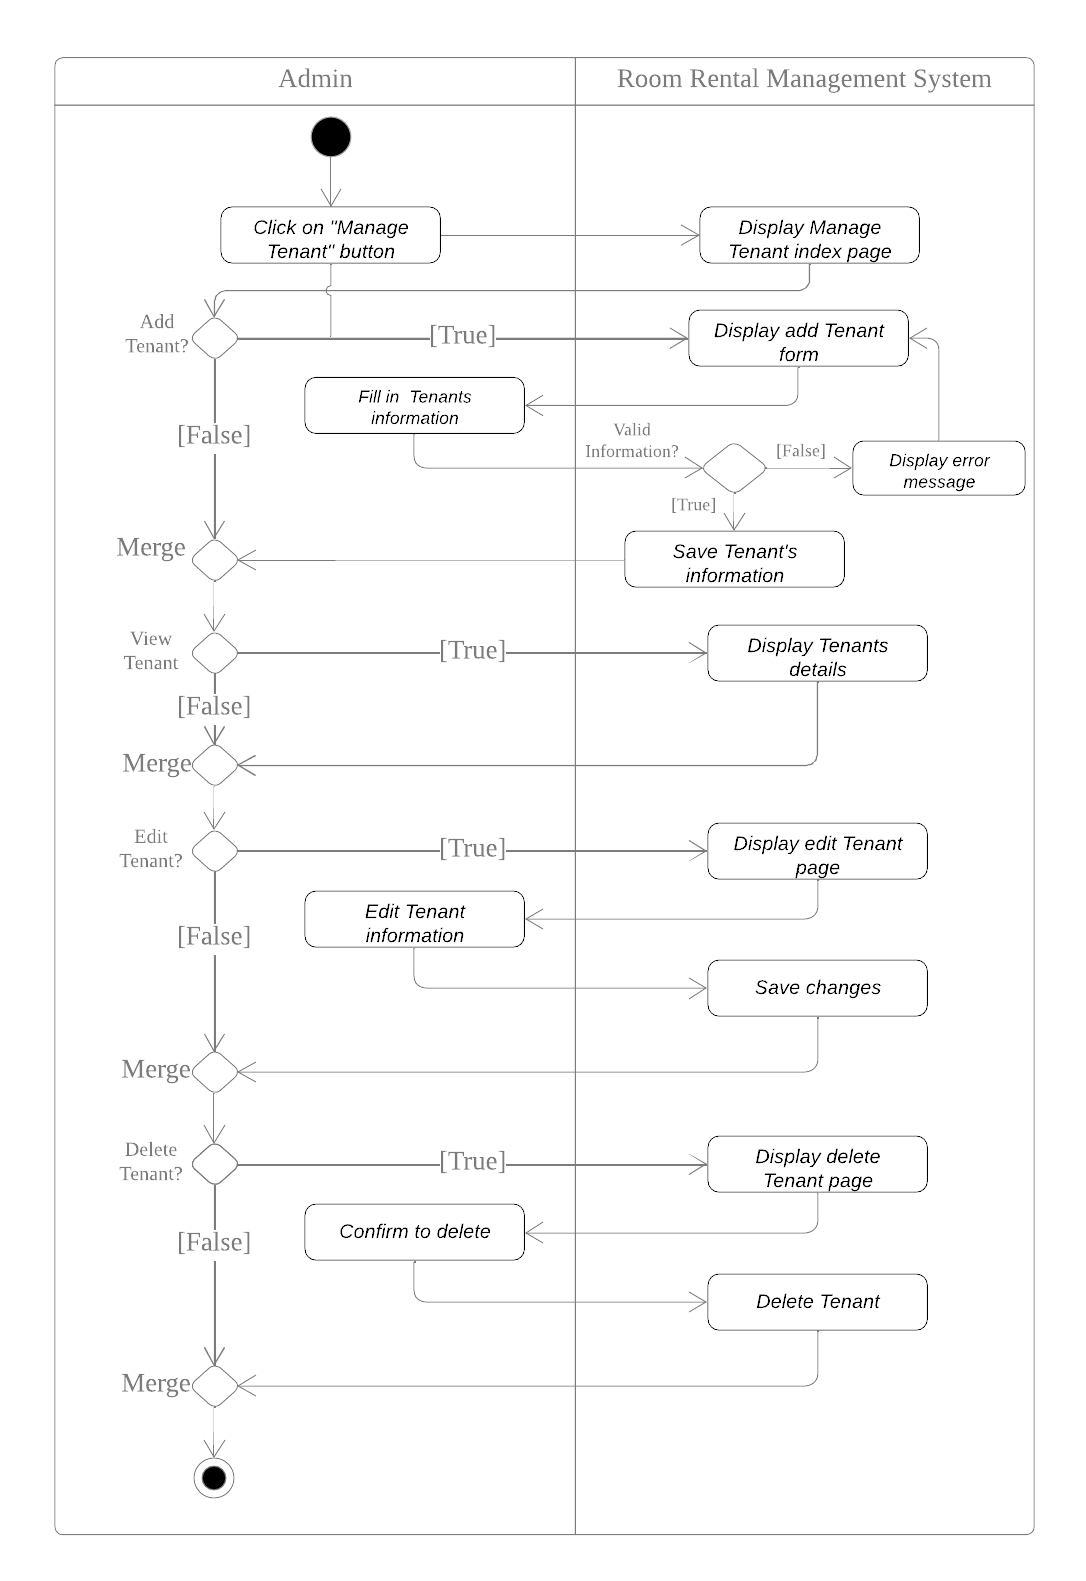 Admin
Room Rental Management System
Click on "Manage
Tenant" button
Display Manage
Tenant index page
Add
Tenant?
[True]
Display add Tenant
form
Fill in  Tenants
information
[False]
Valid
Information?
[False]
Display error
message
[True]
Merge
Save Tenant's
information
View
Tenant
[True]
Display Tenants
details
[False]
Merge
Edit
Tenant?
[True]
Display edit Tenant
page
Edit Tenant
information
[False]
Save changes
Merge
Delete
Tenant?
[True]
Display delete
Tenant page
Confirm to delete
[False]
Delete Tenant
Merge